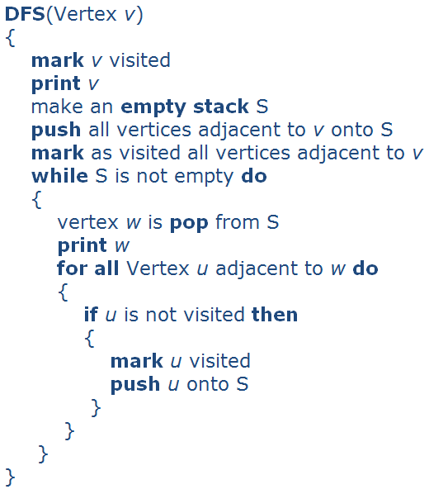 DFS(Vertex v)
{
mark v visited
print v
make an empty stack S
push all vertices adjacent to v onto S
mark as visited all vertices adjacent to v
while S is not empty do
{
vertex w is pop from S
print w
for all Vertex u adjacent to w do
{
if u is not visited then
{
mark u visited
push u onto S
}
}
}
}